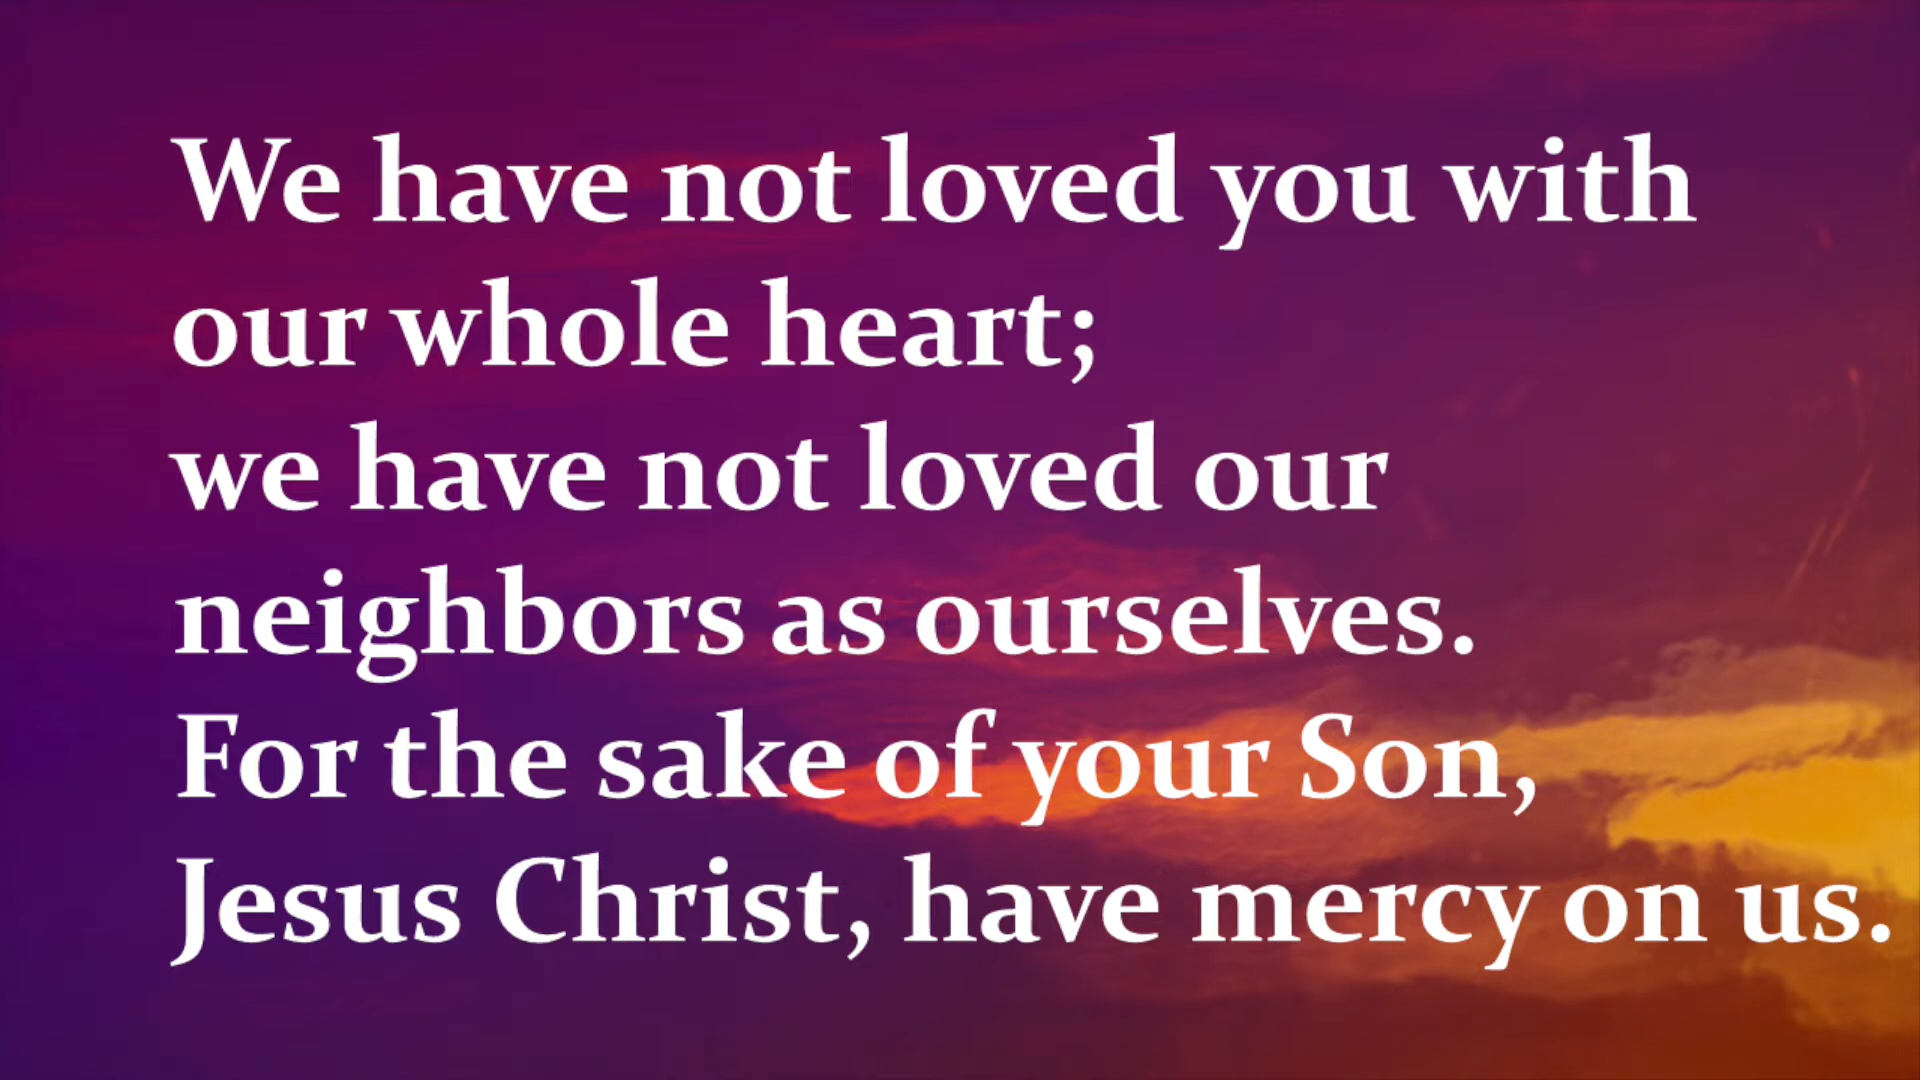 We have not loved you with
our whole heart;
we have not loved our
neighbors as ourselves.
For the sake of your Son,
Jesus Christ, have mercy on us.